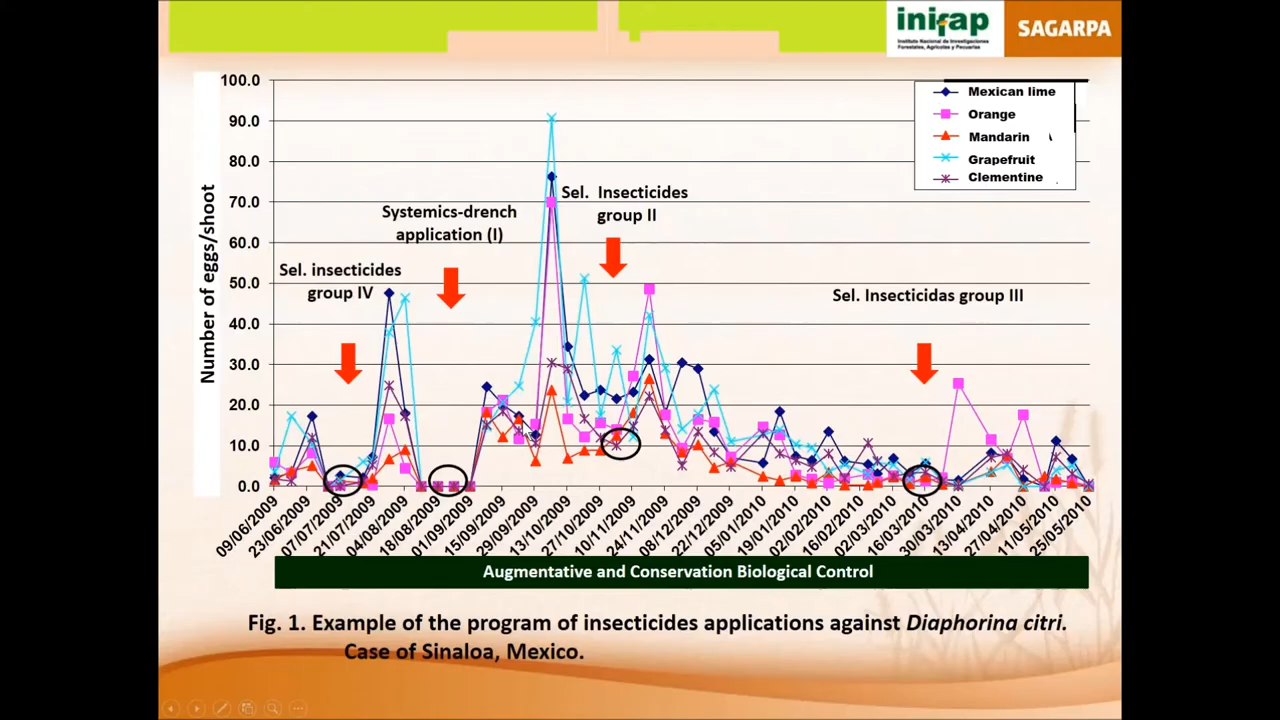 inifap
Instituto Nacional de Investigaciones
Forestales, Agrícolas y Pecuarias
SAGARPA
Number of eggs/shoot
100.0
90.0
80.0
70.0
60.0
50.0
40.0
30.0
20.0
10.0
0.0
Mexican lime
Orange
Mandarin
Grapefruit
Clementine
Sel. insecticides
group IV
Systemics-drench
application (I)
Sel. Insecticides
group II
Sel. Insecticidas group III
09/06/2009
23/06/2009
07/07/2009
21/07/2009
04/08/2009
18/08/2009
01/09/2009
15/09/2009
29/09/2009
13/10/2009
27/10/2009
10/11/2009
24/11/2009
08/12/2009
22/12/2009
05/01/2010
19/01/2010
02/02/2010
16/02/2010
02/03/2010
16/03/2010
30/03/2010
13/04/2010
27/04/2010
11/05/2010
25/05/2010
Augmentative and Conservation Biological Control
Fig. 1. Example of the program of insecticides applications against Diaphorina citri.
Case of Sinaloa, Mexico.